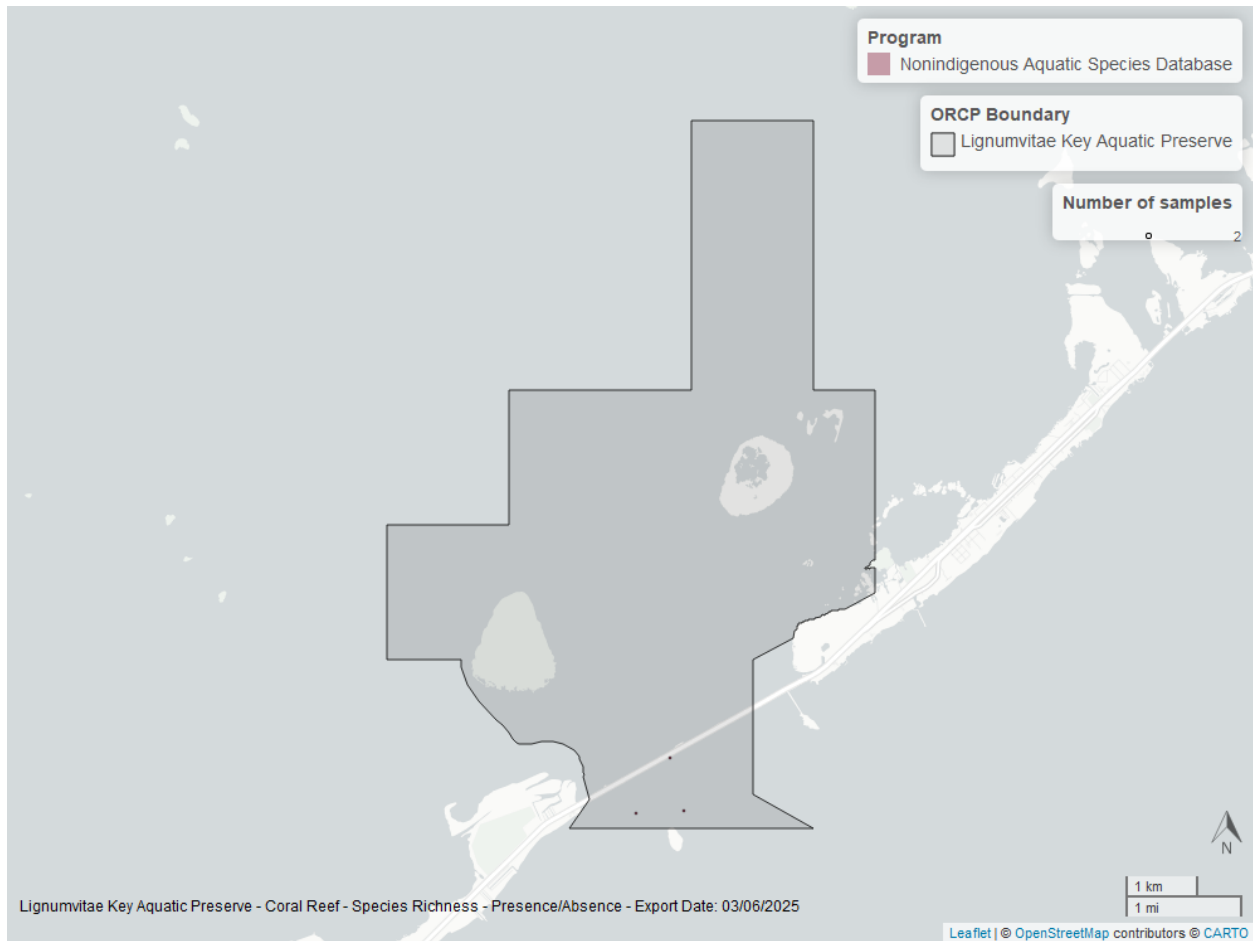 Program
Nonindigenous Aquatic Species Database
ORCP Boundary
Lignumvitae Key Aquatic Preserve
Number of samples
2
N
1 km
1 mi
Lignumvitae Key Aquatic Preserve - Coral Reef - Species Richness - Presence/Absence - Export Date: 03/06/2025
Leaflet | © OpenStreetMap contributors © CARTO